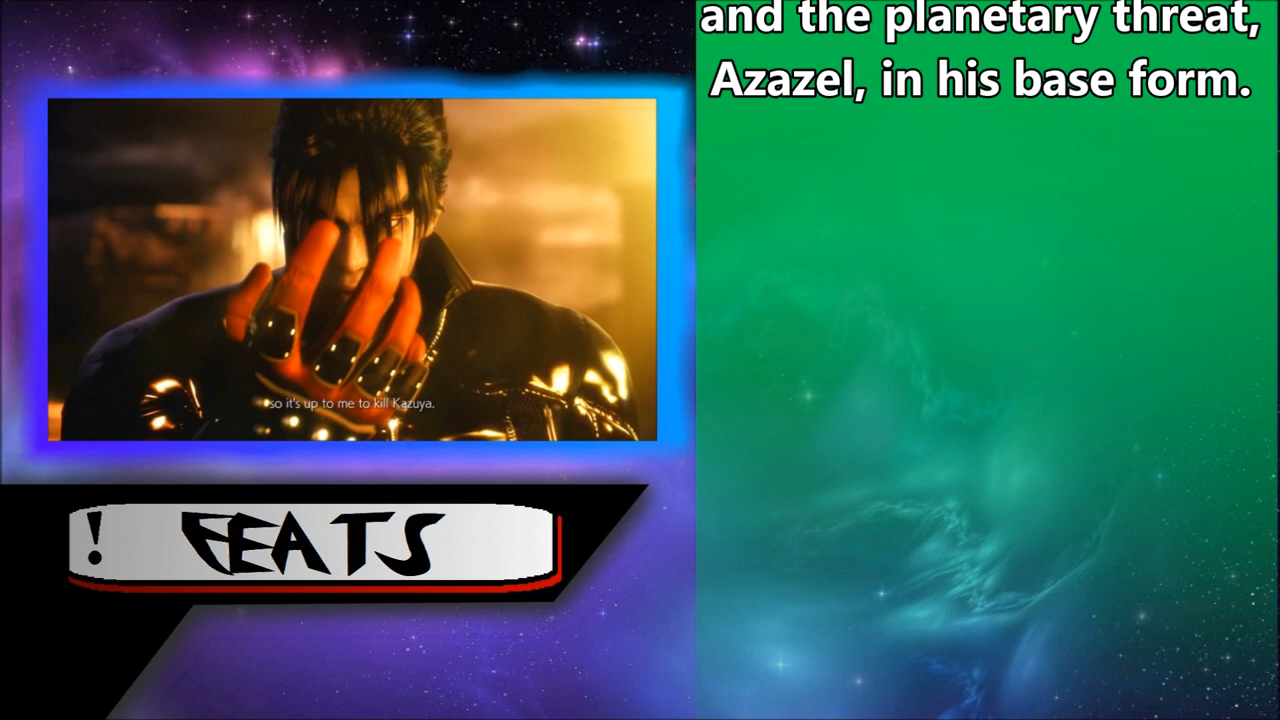 and the planetary threat,
Azazel, in his base form.
so it's up to me to kill Kazuya.
! FEATS